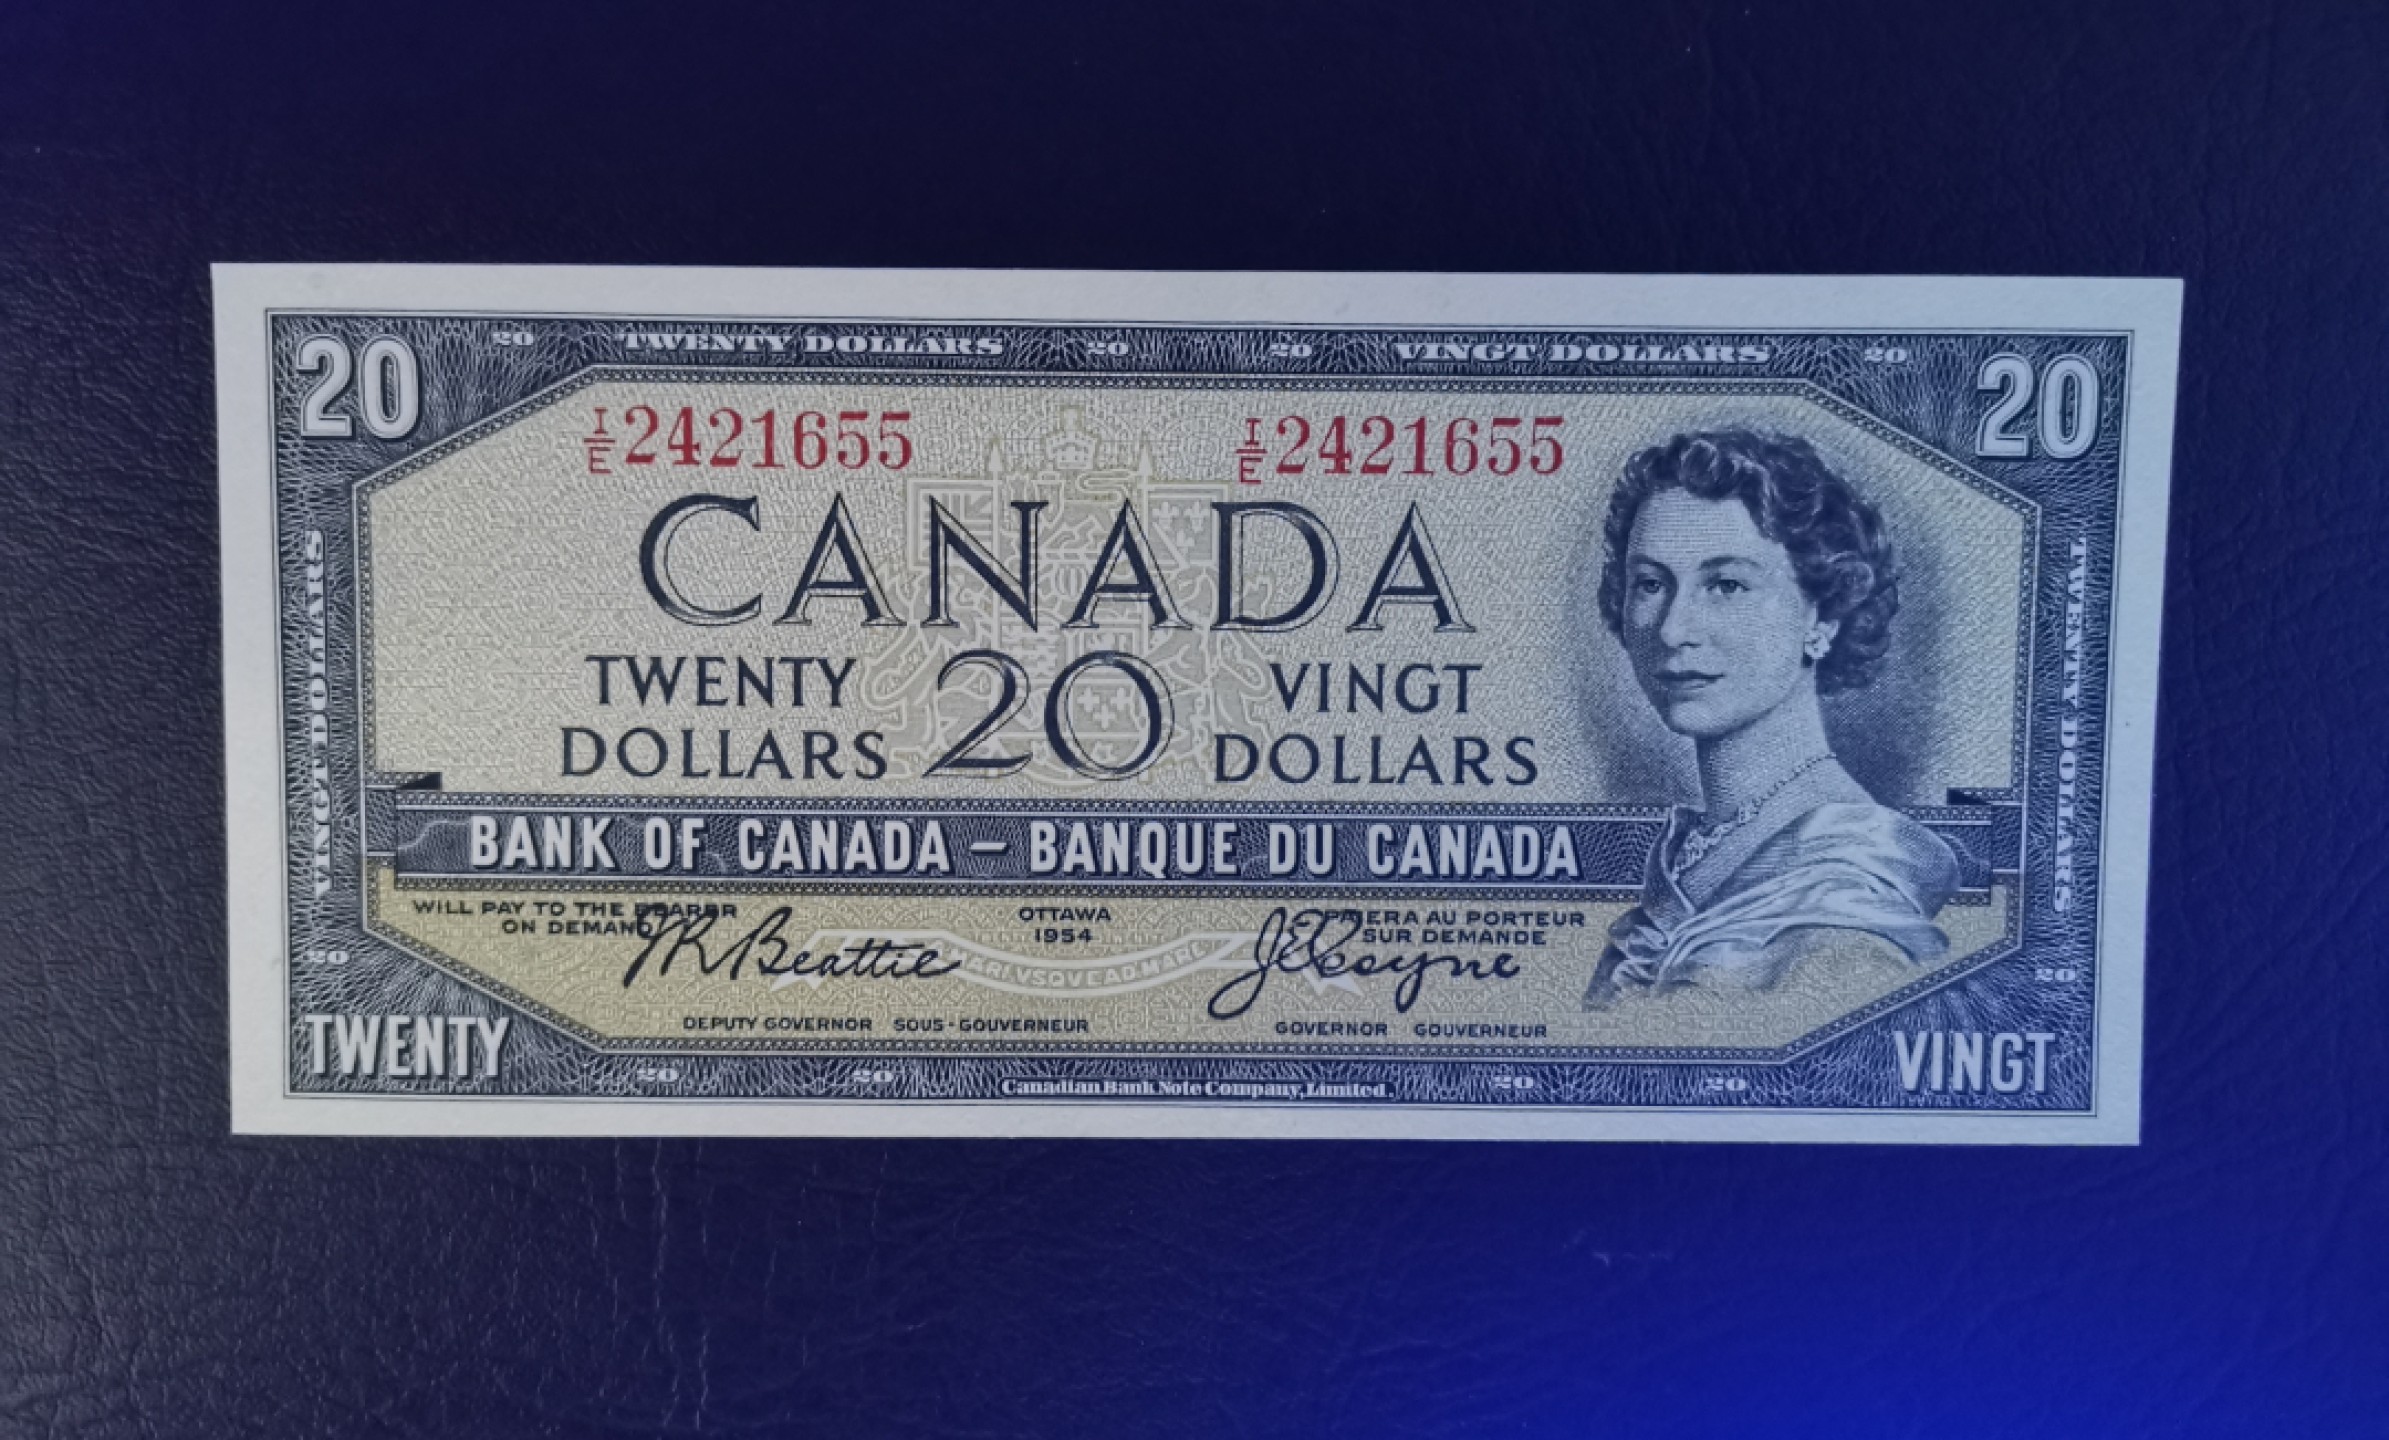 20 TWENTY DOLLARS 20 20 VINGT DOLLARS 20
20 20
I/E 2421655 I/E 2421655
CANADA
TWENTY 20 VINGT
DOLLARS DOLLARS
VINGT DOLLARS
TWENTY DOLLARS
BANK OF CANADA – BANQUE DU CANADA
WILL PAY TO THE BEARER
ON DEMAND
OTTAWA
1954
PAIERA AU PORTEUR
SUR DEMANDE
J R Beattie
J E Coyne
DEPUTY GOVERNOR SOUS-GOUVERNEUR
GOVERNOR GOUVERNEUR
20 20
TWENTY VINGT
20 20 Canadian Bank Note Company, Limited. 20 20